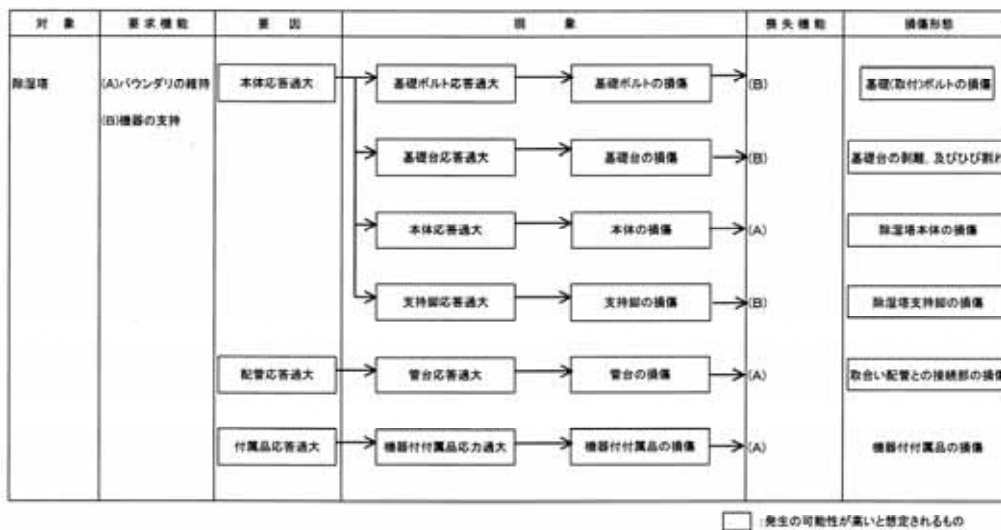 対　象　要求機能　要　因　現　象　喪失機能　損傷形態
除湿塔　(A)バウンダリの維持　本体応答過大　基礎ボルト応答過大　基礎ボルトの損傷　(B)　基礎(取付)ボルトの損傷
(B)機器の支持
基礎台応答過大　基礎台の損傷　(B)　基礎台の剥離、及びひび割れ
本体応答過大　本体の損傷　(A)　除湿塔本体の損傷
支持脚応答過大　支持脚の損傷　(B)　除湿塔支持脚の損傷
配管応答過大　管台応答過大　管台の損傷　(A)　取合い配管との接続部の損傷
付属品応答過大　機器付付属品応力過大　機器付付属品の損傷　(A)　機器付付属品の損傷
:発生の可能性が高いと想定されるもの